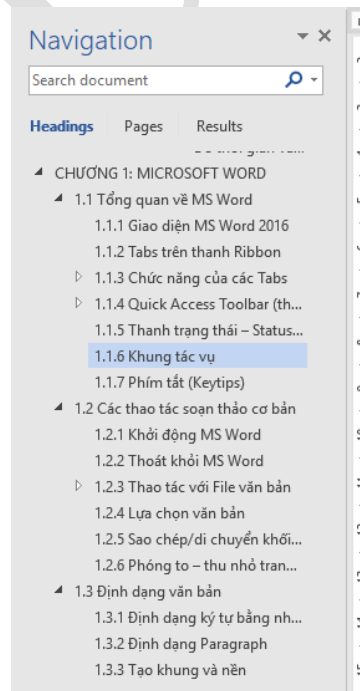 Navigation
Search document
Headings Pages Results
CHƯƠNG 1: MICROSOFT WORD
1.1 Tổng quan về MS Word
1.1.1 Giao diện MS Word 2016
1.1.2 Tabs trên thanh Ribbon
1.1.3 Chức năng của các Tabs
1.1.4 Quick Access Toolbar (th...
1.1.5 Thanh trạng thái – Status...
1.1.6 Khung tác vụ
1.1.7 Phím tắt (Keytips)
1.2 Các thao tác soạn thảo cơ bản
1.2.1 Khởi động MS Word
1.2.2 Thoát khỏi MS Word
1.2.3 Thao tác với File văn bản
1.2.4 Lựa chọn văn bản
1.2.5 Sao chép/di chuyển khối...
1.2.6 Phóng to – thu nhỏ tran...
1.3 Định dạng văn bản
1.3.1 Định dạng ký tự bằng nh...
1.3.2 Định dạng Paragraph
1.3.3 Tạo khung và nền